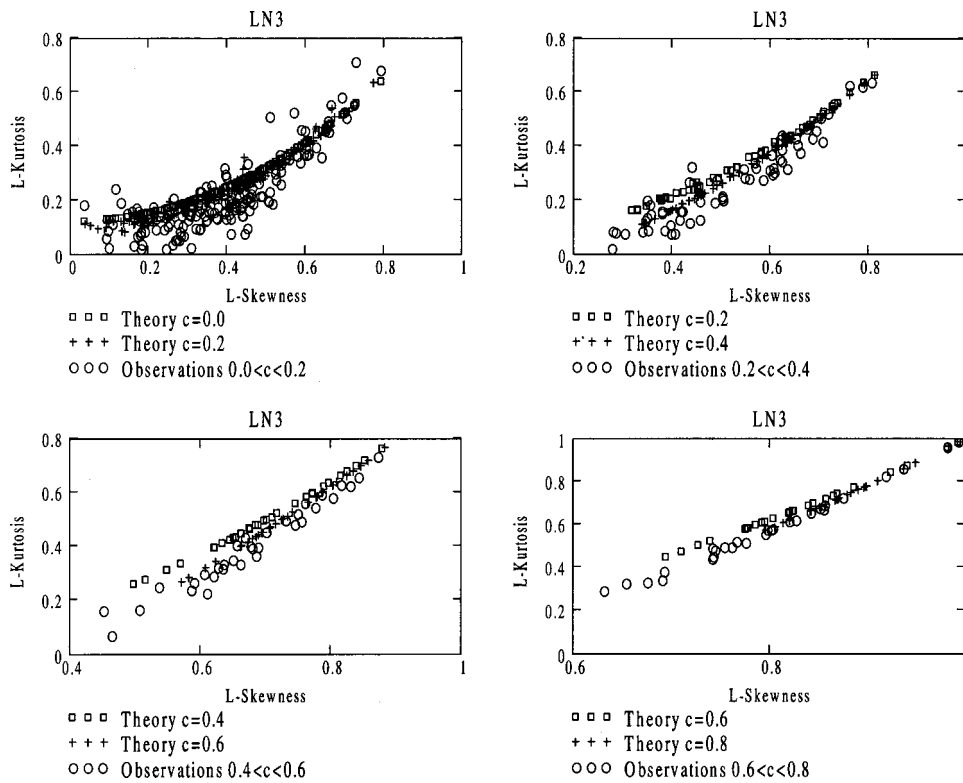 LN3
0.8
0.6
0.4
0.2
0
L-Kurtosis
0 0.2 0.4 0.6 0.8 1
L-Skewness
Theory c=0.0
Theory c=0.2
Observations 0.0<c<0.2
LN3
0.8
0.6
0.4
0.2
0
L-Kurtosis
0.2 0.4 0.6 0.8
L-Skewness
Theory c=0.2
Theory c=0.4
Observations 0.2<c<0.4
LN3
0.8
0.6
0.4
0.2
0
L-Kurtosis
0.4 0.6 0.8 1
L-Skewness
Theory c=0.4
Theory c=0.6
Observations 0.4<c<0.6
LN3
1
0.8
0.6
0.4
0.2
0
L-Kurtosis
0.6 0.8
L-Skewness
Theory c=0.6
Theory c=0.8
Observations 0.6<c<0.8